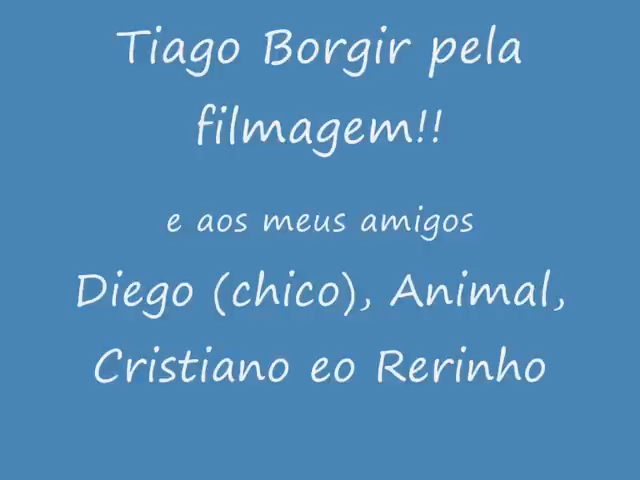 Tiago Borgir pela
filmagem!!
e aos meus amigos
Diego (chico), Animal,
Cristiano eo Rerinho